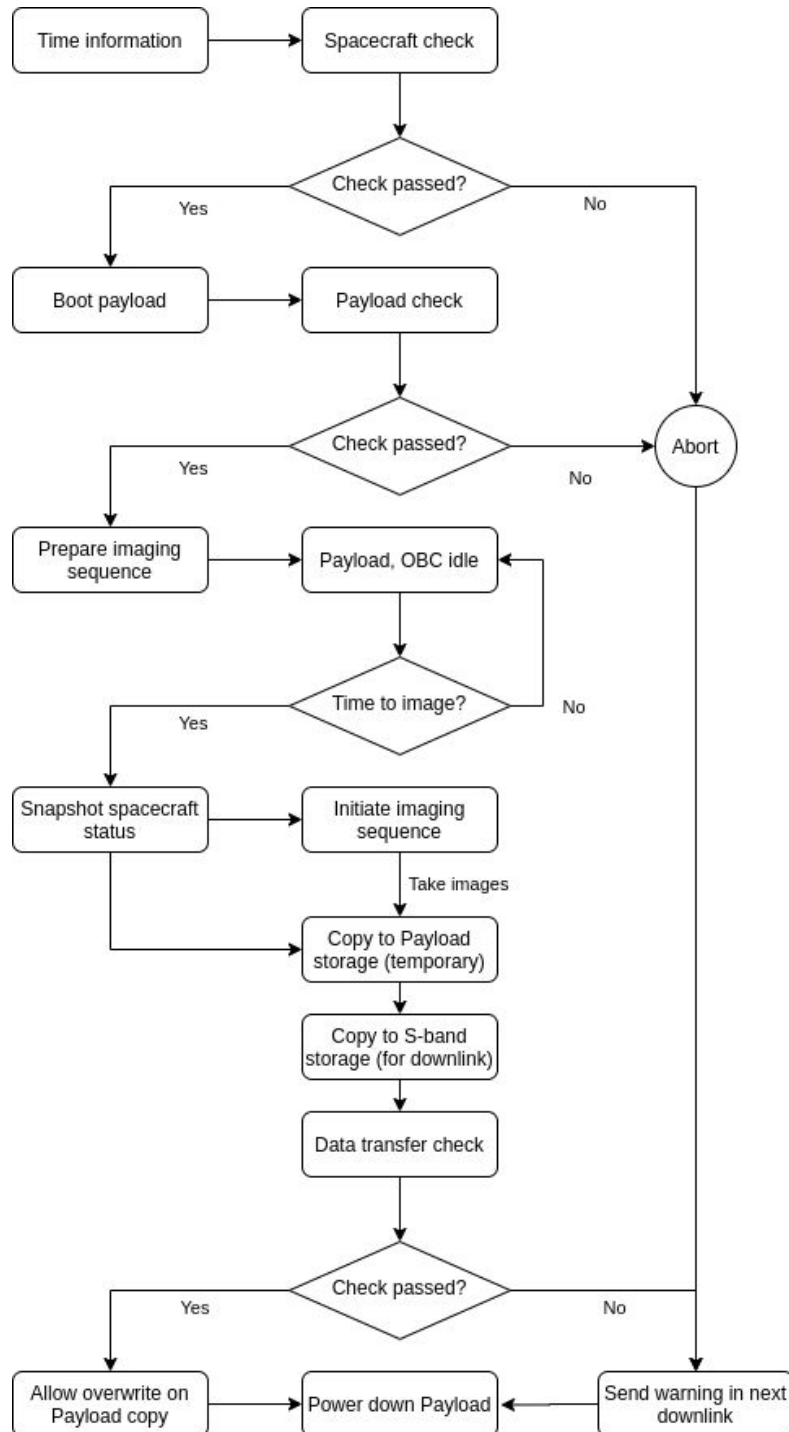 Time information
Spacecraft check
Check passed?
Yes
No
Boot payload
Payload check
Check passed?
Abort
Yes
No
Prepare imaging
sequence
Payload, OBC idle
Time to image?
Yes
No
Snapshot spacecraft
status
Initiate imaging
sequence
Take images
Copy to Payload
storage (temporary)
Copy to S-band
storage (for downlink)
Data transfer check
Check passed?
Yes
No
Allow overwrite on
Payload copy
Power down Payload
Send warning in next
downlink